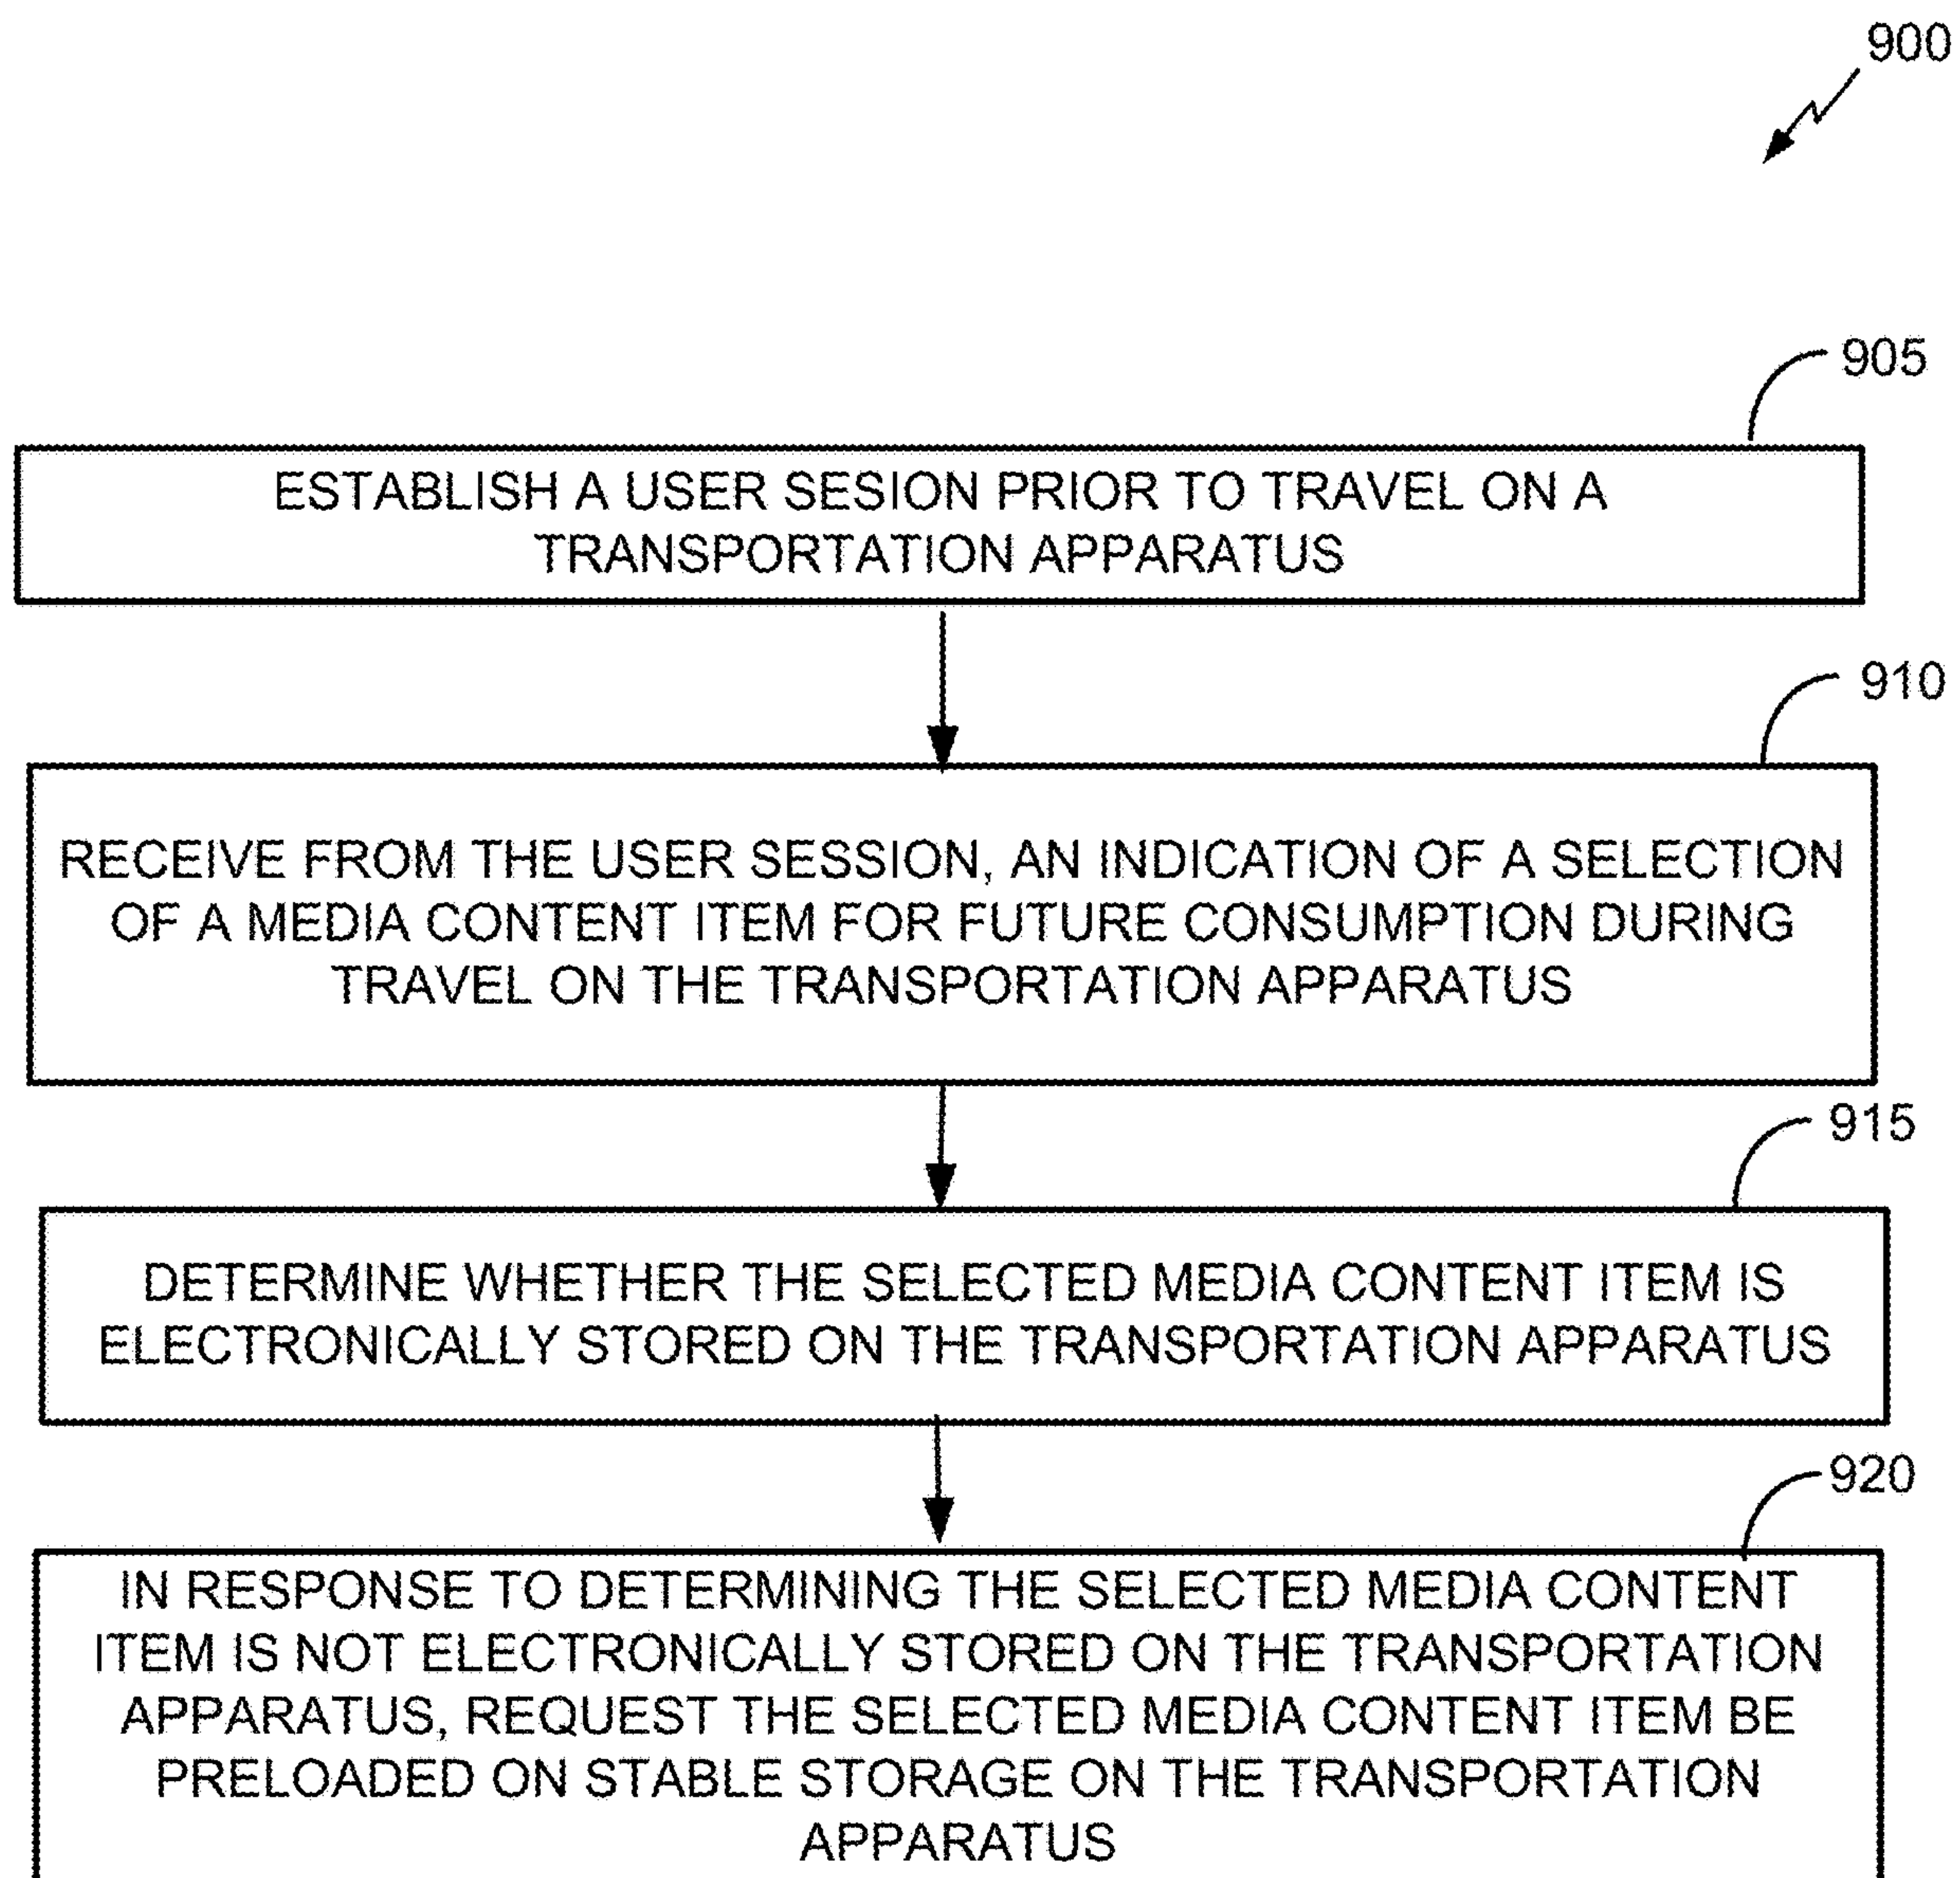 900
905
ESTABLISH A USER SESION PRIOR TO TRAVEL ON A
TRANSPORTATION APPARATUS
910
RECEIVE FROM THE USER SESSION, AN INDICATION OF A SELECTION
OF A MEDIA CONTENT ITEM FOR FUTURE CONSUMPTION DURING
TRAVEL ON THE TRANSPORTATION APPARATUS
915
DETERMINE WHETHER THE SELECTED MEDIA CONTENT ITEM IS
ELECTRONICALLY STORED ON THE TRANSPORTATION APPARATUS
920
IN RESPONSE TO DETERMINING THE SELECTED MEDIA CONTENT
ITEM IS NOT ELECTRONICALLY STORED ON THE TRANSPORTATION
APPARATUS, REQUEST THE SELECTED MEDIA CONTENT ITEM BE
PRELOADED ON STABLE STORAGE ON THE TRANSPORTATION
APPARATUS